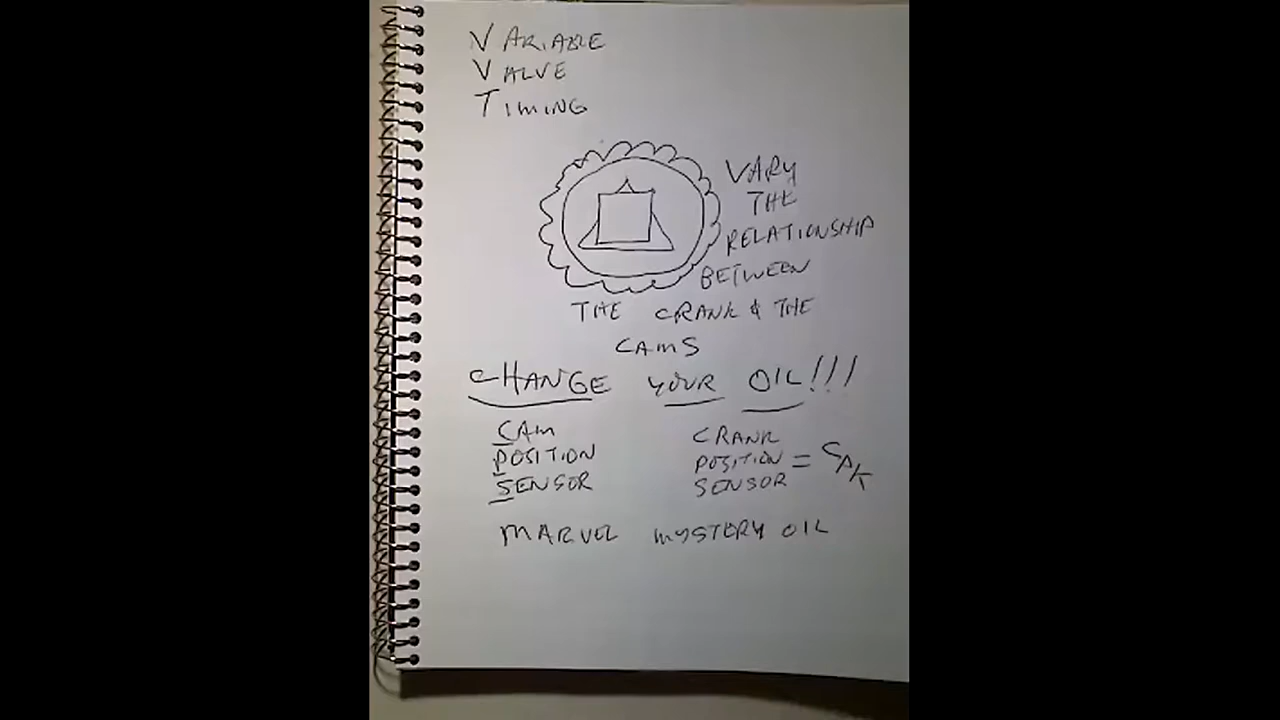 VARIABLE
VALVE
TIMING
VARY
THE
RELATIONSHIP
BETWEEN
THE CRANK & THE
CAMS
CHANGE YOUR OIL!!!
CAM
POSITION
SENSOR
CRANK
POSITION =
SENSOR
MARVEL MYSTERY OIL